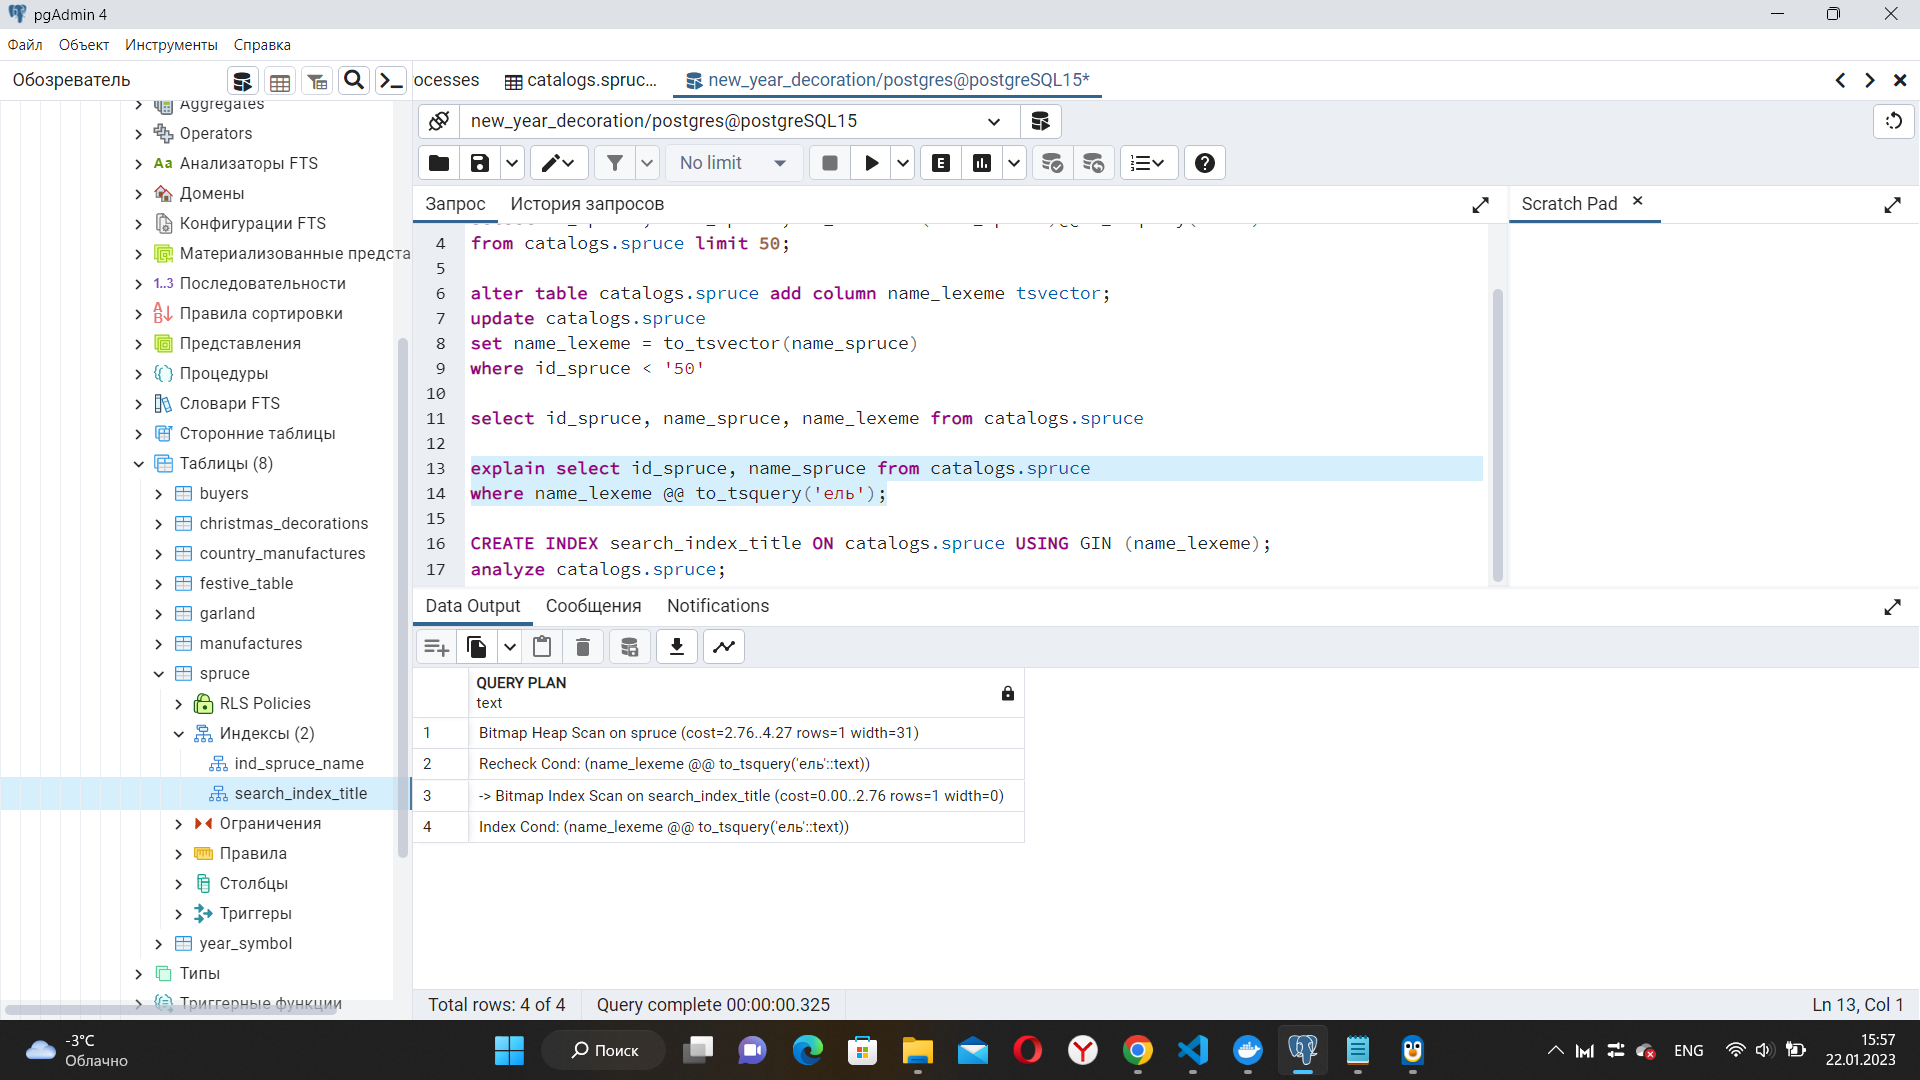 pgAdmin 4
Файл Объект Инструменты Справка
Обозреватель
ocesses
catalogs.spruc...
new_year_decoration/postgres@postgreSQL15*
Aggregates
Operators
Анализаторы FTS
Домены
Конфигурации FTS
Материализованные предста
1..3 Последовательности
Правила сортировки
Представления
Процедуры
Словари FTS
Сторонние таблицы
Таблицы (8)
buyers
christmas_decorations
country_manufactures
festive_table
garland
manufactures
spruce
RLS Policies
Индексы (2)
ind_spruce_name
search_index_title
Ограничения
Правила
Столбцы
Триггеры
year_symbol
Типы
Триггерные функции
new_year_decoration/postgres@postgreSQL15
No limit
E
Запрос История запросов
Scratch Pad
4 from catalogs.spruce limit 50;
5
6 alter table catalogs.spruce add column name_lexeme tsvector;
7 update catalogs.spruce
8 set name_lexeme = to_tsvector(name_spruce)
9 where id_spruce < '50'
10
11 select id_spruce, name_spruce, name_lexeme from catalogs.spruce
12
13 explain select id_spruce, name_spruce from catalogs.spruce
14 where name_lexeme @@ to_tsquery('ель');
15
16 CREATE INDEX search_index_title ON catalogs.spruce USING GIN (name_lexeme);
17 analyze catalogs.spruce;
Data Output Сообщения Notifications
QUERY PLAN
text
1 Bitmap Heap Scan on spruce (cost=2.76..4.27 rows=1 width=31)
2 Recheck Cond: (name_lexeme @@ to_tsquery('ель'::text))
3 -> Bitmap Index Scan on search_index_title (cost=0.00..2.76 rows=1 width=0)
4 Index Cond: (name_lexeme @@ to_tsquery('ель'::text))
Total rows: 4 of 4 Query complete 00:00:00.325
Ln 13, Col 1
-3°C
Облачно
Поиск
ENG
15:57
22.01.2023